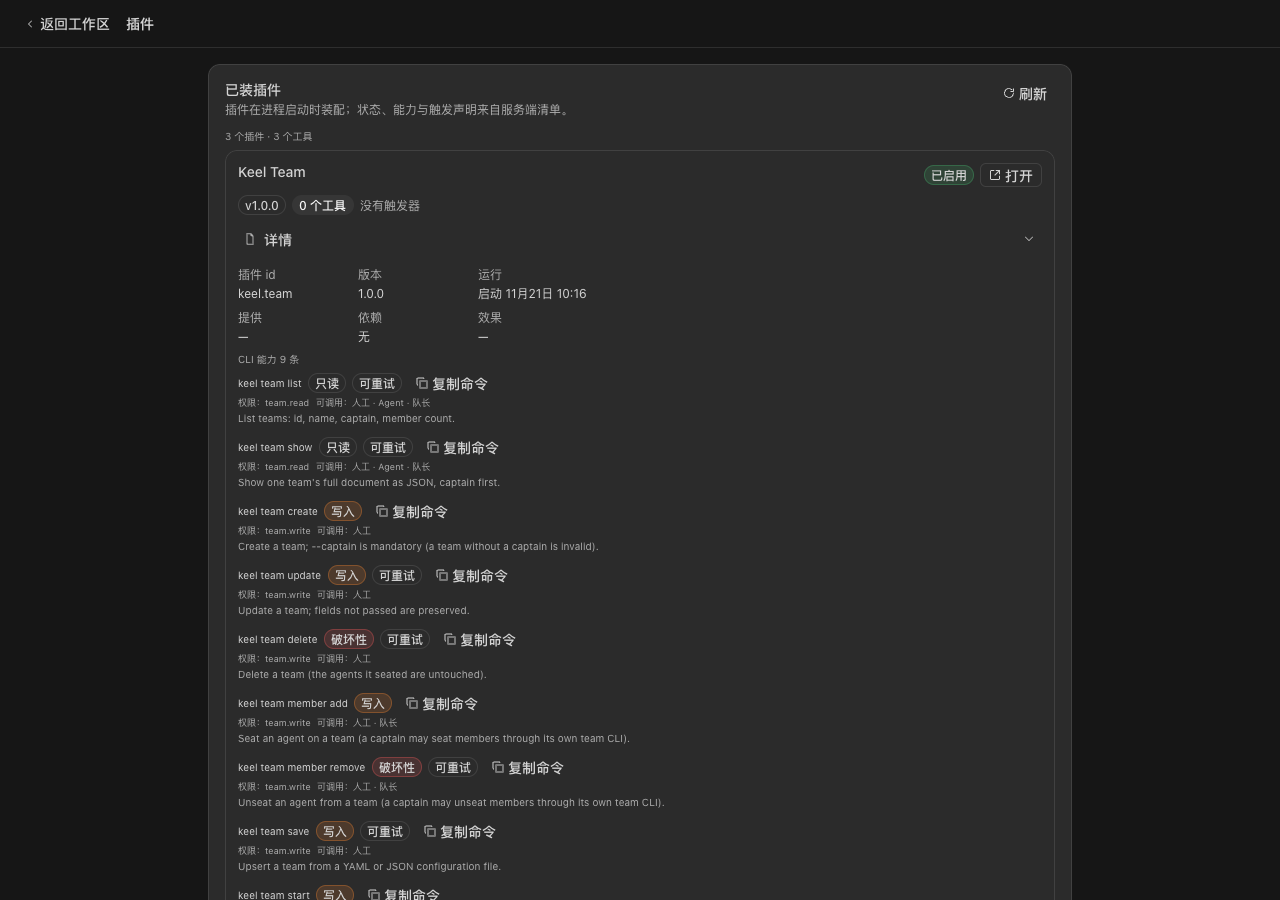 返回工作区 插件
已装插件
刷新
插件在进程启动时装配；状态、能力与触发声明来自服务端清单。
3 个插件 · 3 个工具
Keel Team
已启用 打开
v1.0.0 0 个工具 没有触发器
详情
插件 id 版本 运行
keel.team 1.0.0 启动 11月21日 10:16
提供 依赖 效果
— 无 —
CLI 能力 9 条
keel team list 只读 可重试 复制命令
权限：team.read 可调用：人工 · Agent · 队长
List teams: id, name, captain, member count.
keel team show 只读 可重试 复制命令
权限：team.read 可调用：人工 · Agent · 队长
Show one team's full document as JSON, captain first.
keel team create 写入 复制命令
权限：team.write 可调用：人工
Create a team; --captain is mandatory (a team without a captain is invalid).
keel team update 写入 可重试 复制命令
权限：team.write 可调用：人工
Update a team; fields not passed are preserved.
keel team delete 破坏性 可重试 复制命令
权限：team.write 可调用：人工
Delete a team (the agents it seated are untouched).
keel team member add 写入 复制命令
权限：team.write 可调用：人工 · 队长
Seat an agent on a team (a captain may seat members through its own team CLI).
keel team member remove 破坏性 可重试 复制命令
权限：team.write 可调用：人工 · 队长
Unseat an agent from a team (a captain may unseat members through its own team CLI).
keel team save 写入 可重试 复制命令
权限：team.write 可调用：人工
Upsert a team from a YAML or JSON configuration file.
keel team start 写入 复制命令